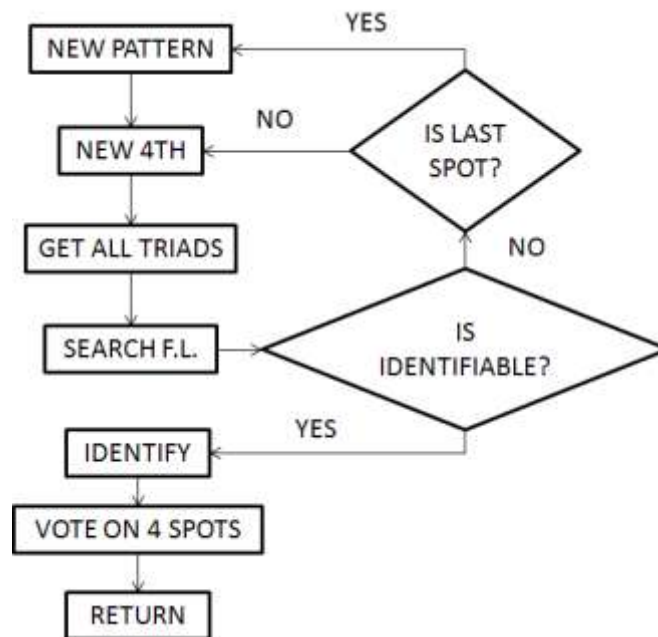 YES
NEW PATTERN
NO
IS LAST
SPOT?
NEW 4TH
GET ALL TRIADS
NO
SEARCH F.L.
IS
IDENTIFIABLE?
YES
IDENTIFY
VOTE ON 4 SPOTS
RETURN